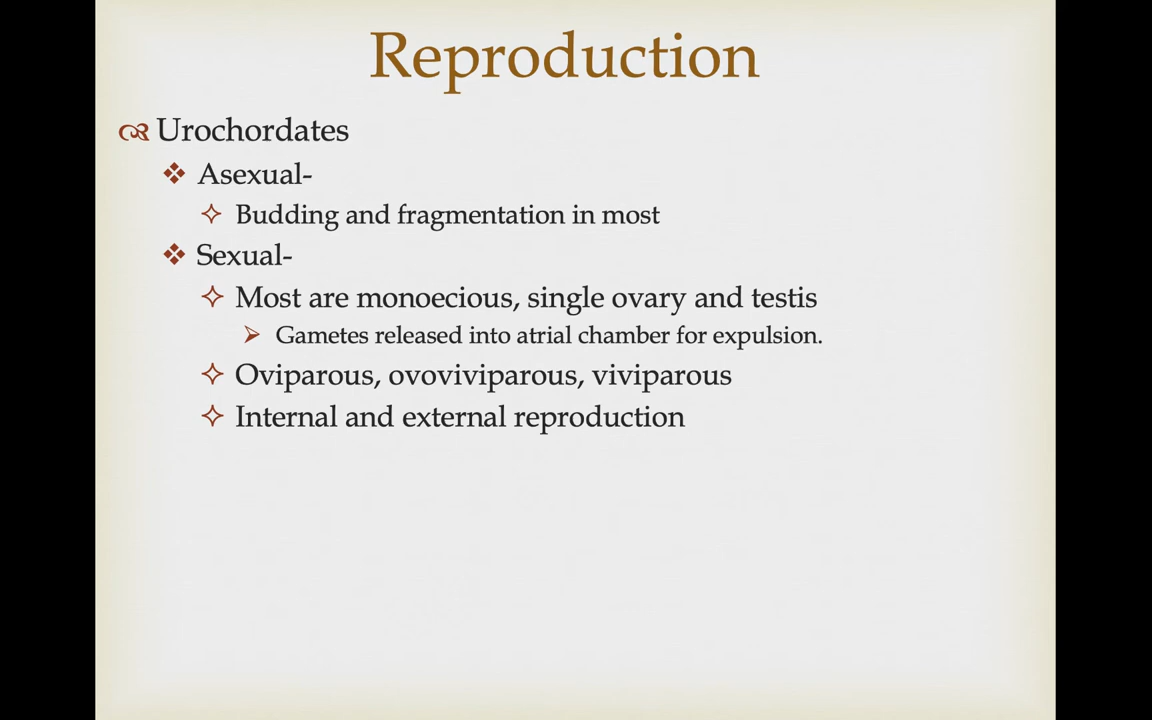 Reproduction
Urochordates
Asexual-
Budding and fragmentation in most
Sexual-
Most are monoecious, single ovary and testis
Gametes released into atrial chamber for expulsion.
Oviparous, ovoviviparous, viviparous
Internal and external reproduction